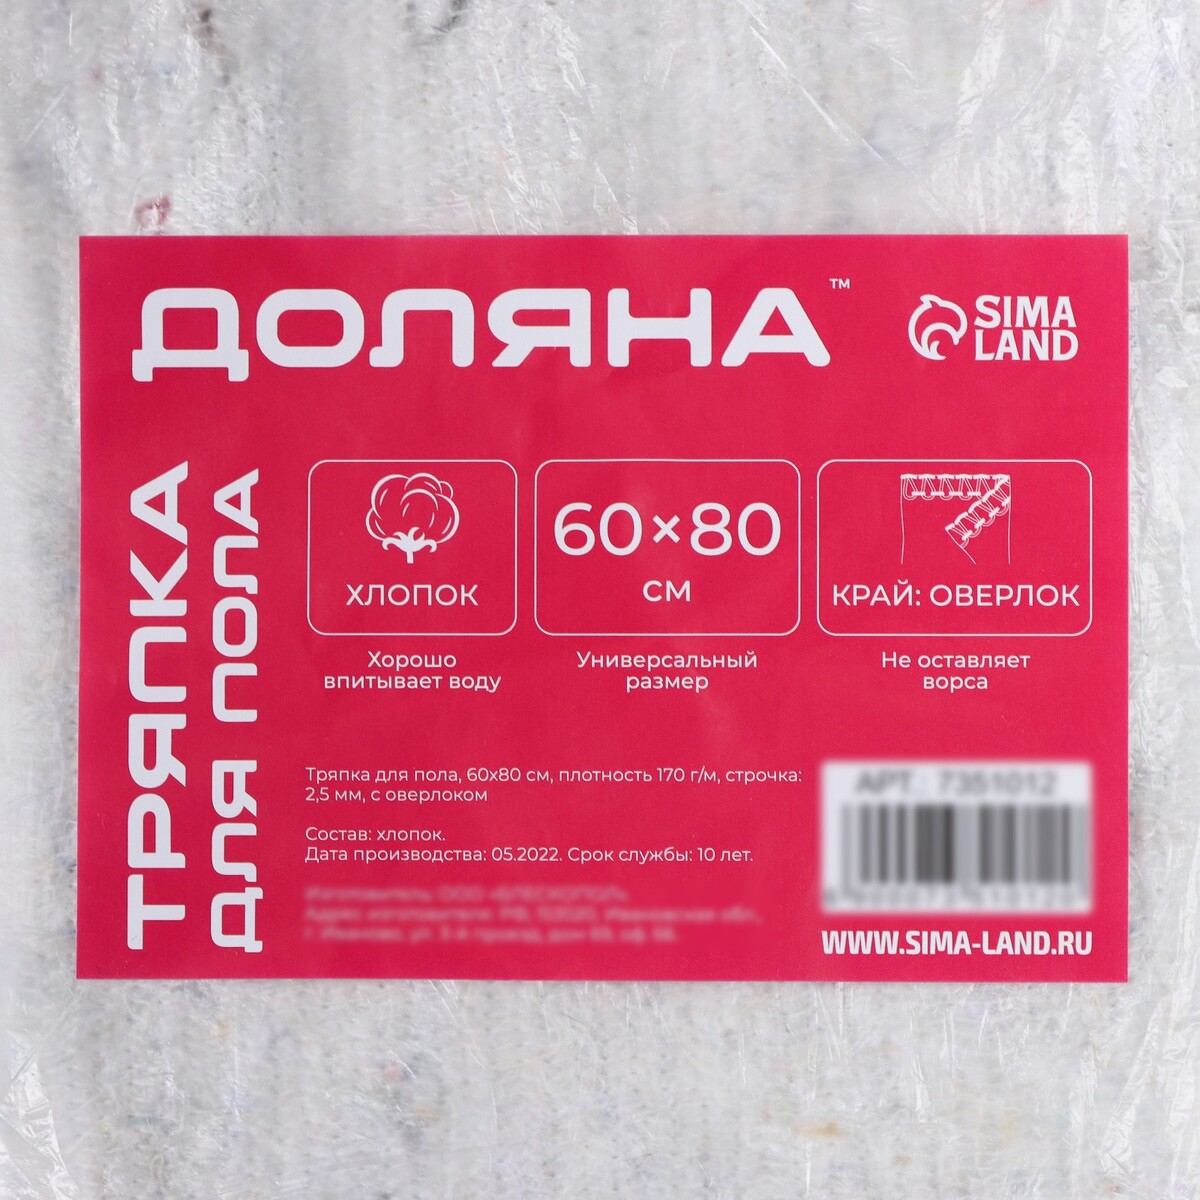 ДОЛЯНА™
SIMA
LAND
ТРЯПКА
ДЛЯ ПОЛА
ХЛОПОК
Хорошо
впитывает воду
60×80
см
Универсальный
размер
КРАЙ: ОВЕРЛОК
Не оставляет
ворса
Тряпка для пола, 60х80 см, плотность 170 г/м, строчка:
2,5 мм, с оверлоком
Состав: хлопок.
Дата производства: 05.2022. Срок службы: 10 лет.
АРТ.: 7351012
WWW.SIMA-LAND.RU